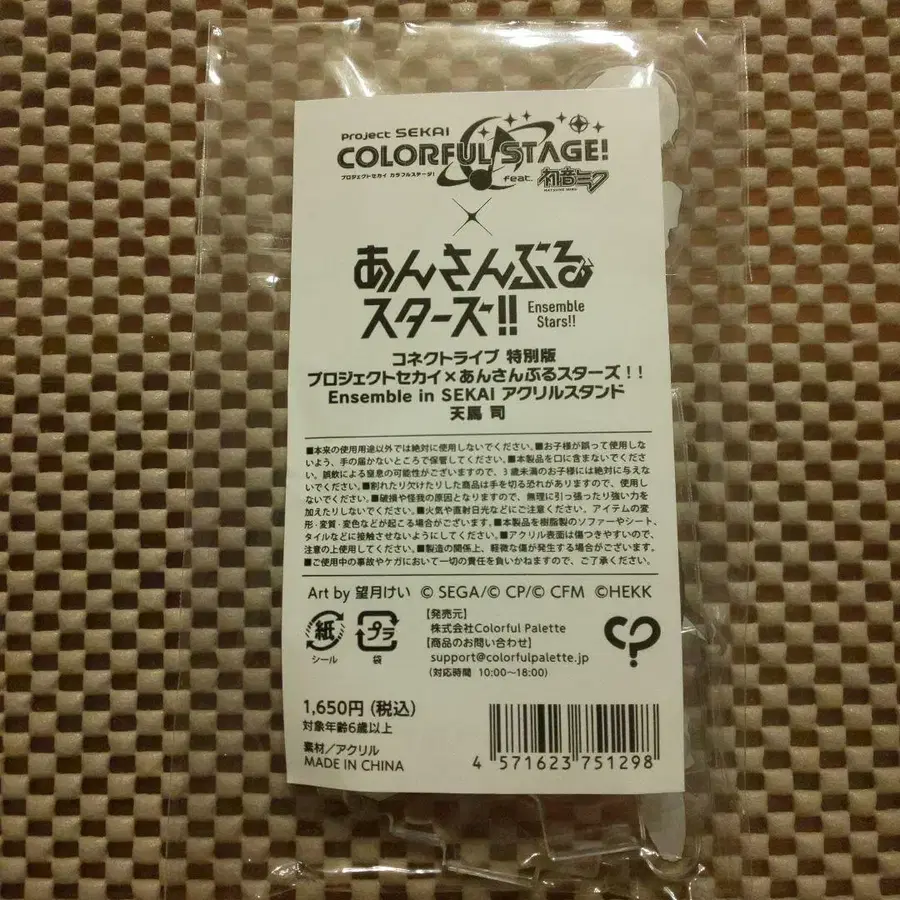 Project SEKAI
COLORFUL STAGE!
プロジェクトセカイ カラフルステージ!
feat. 初音ミク
HATSUNE MIKU
×
あんさんぶる
スターズ!!
Ensemble
Stars!!
コネクトライブ 特別版
プロジェクトセカイ×あんさんぶるスターズ!!
Ensemble in SEKAI アクリルスタンド
天馬 司
■本来の使用用途以外では絶対に使用しないでください。■お子様が誤って使用しな
いよう、手の届かないところで保管してください。■本製品を口に含まないでくださ
い。誤飲による窒息の可能性がございますので、3歳未満のお子様には絶対に与えな
いでください。■割れたり欠けたりした商品は手を切る恐れがありますので、使用し
ないでください。■破損や怪我の原因となりますので、無理に引っ張ったり強い力を
加えたりしないでください。■火気や直射日光などにご注意ください。アイテムの変
形・変質・変色などが起こる場合がございます。■本製品を樹脂製のソファーやシート、
タイルなどに接触させないようにしてください。■アクリル表面は傷つきやすいので、
注意の上使用してください。■製造の関係上、軽微な傷が発生する場合がございます。
■ご使用中の事故やケガにおいて一切の責任を負いかねますので、ご了承ください。
Art by 望月けい © SEGA/© CP/© CFM ©HEKK
紙
シール
プラ
袋
【発売元】
株式会社Colorful Palette
【商品のお問い合わせ】
support@colorfulpalette.jp
(対応時間 10:00～18:00)
1,650円(税込)
対象年齢6歳以上
素材/アクリル
MADE IN CHINA
4 571623 751298